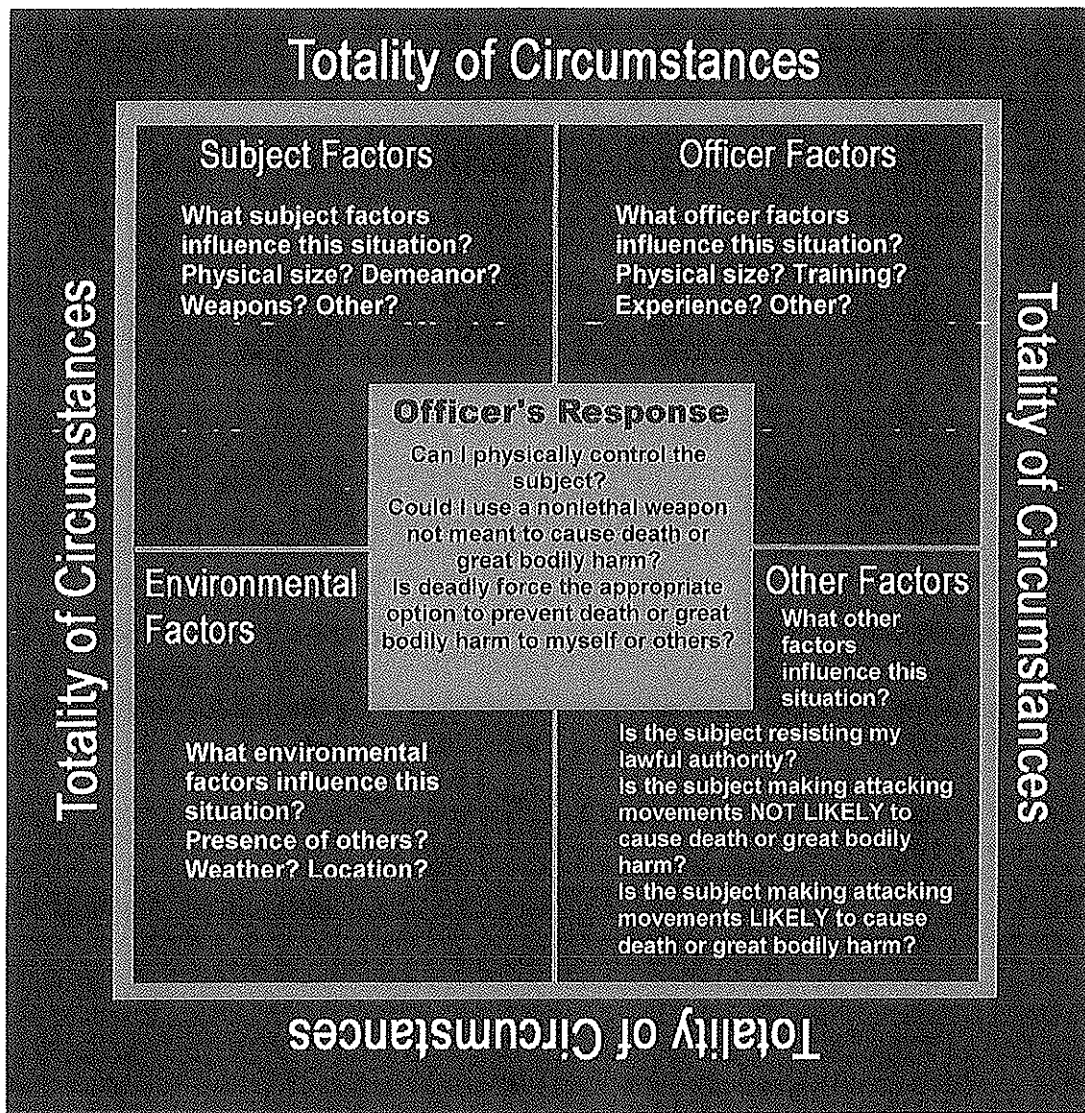 Totality of Circumstances
Totality of Circumstances
Subject Factors
What subject factors
influence this situation?
Physical size? Demeanor?
Weapons? Other?
Officer Factors
What officer factors
influence this situation?
Physical size? Training?
Experience? Other?
Officer's Response
Can I physically control the
subject?
Could I use a nonlethal weapon
not meant to cause death or
great bodily harm?
Is deadly force the appropriate
option to prevent death or great
bodily harm to myself or others?
Environmental
Factors
What environmental
factors influence this
situation?
Presence of others?
Weather? Location?
Other Factors
What other
factors
influence this
situation?
Is the subject resisting my
lawful authority?
Is the subject making attacking
movements NOT LIKELY to
cause death or great bodily
harm?
Is the subject making attacking
movements LIKELY to cause
death or great bodily harm?
Totality of Circumstances
Totality of Circumstances